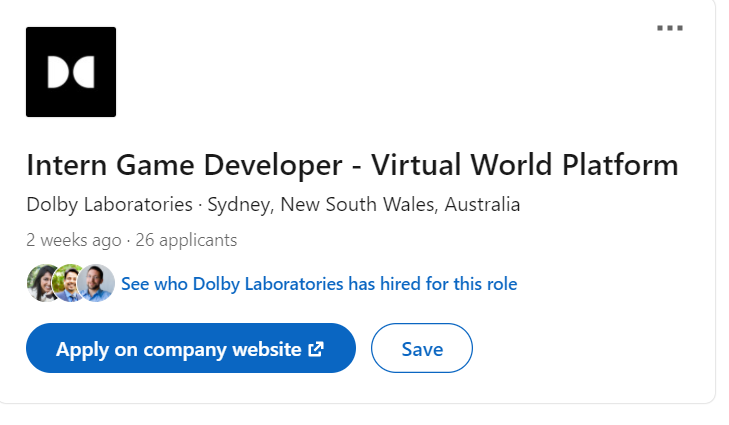 Intern Game Developer - Virtual World Platform
Dolby Laboratories · Sydney, New South Wales, Australia
2 weeks ago · 26 applicants
See who Dolby Laboratories has hired for this role
Apply on company website
Save